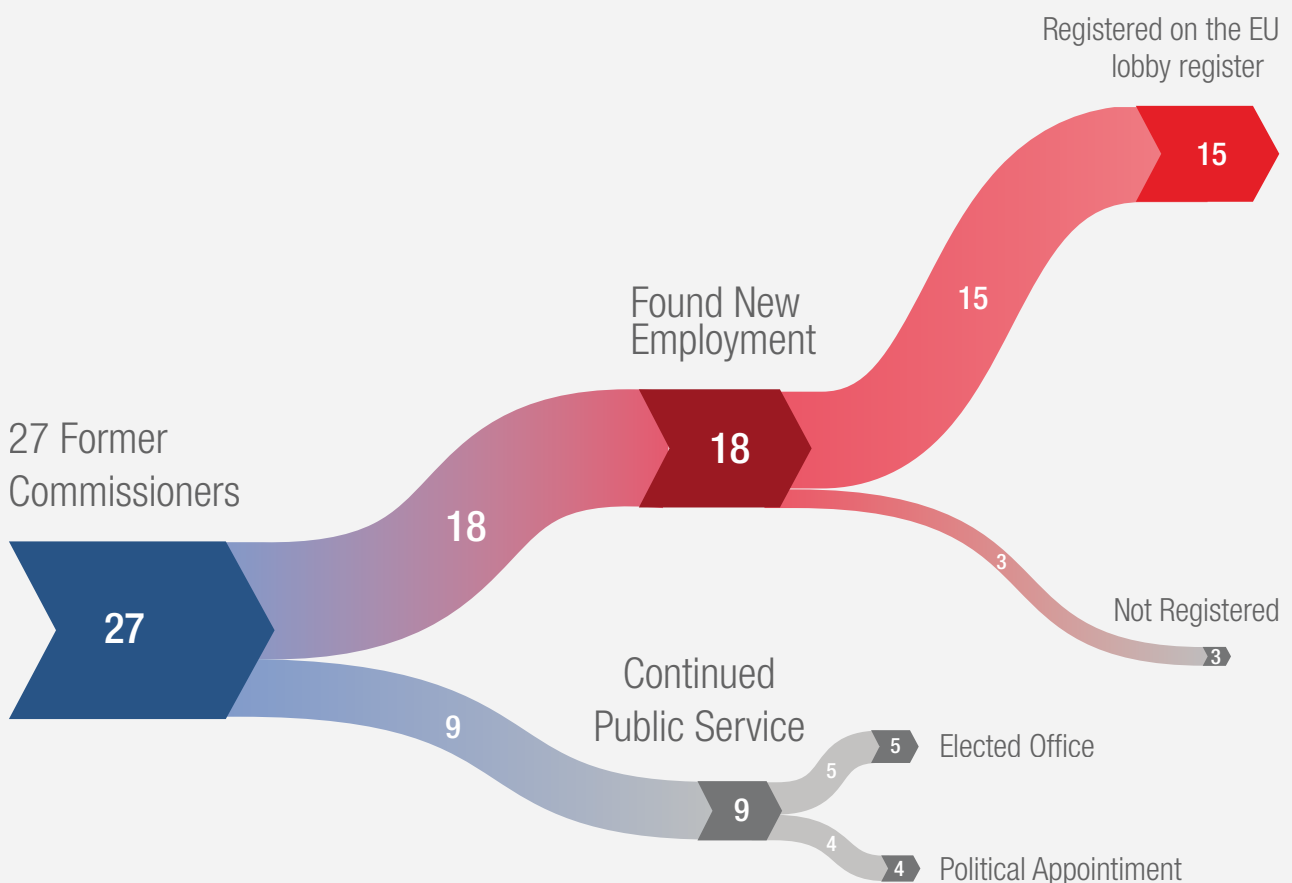 Registered on the EU
lobby register
15
15
Found New
Employment
18
27 Former
Commissioners
18
27
3
Not Registered
3
Continued
Public Service
9
9
5
5
Elected Office
4
4
Political Appointiment